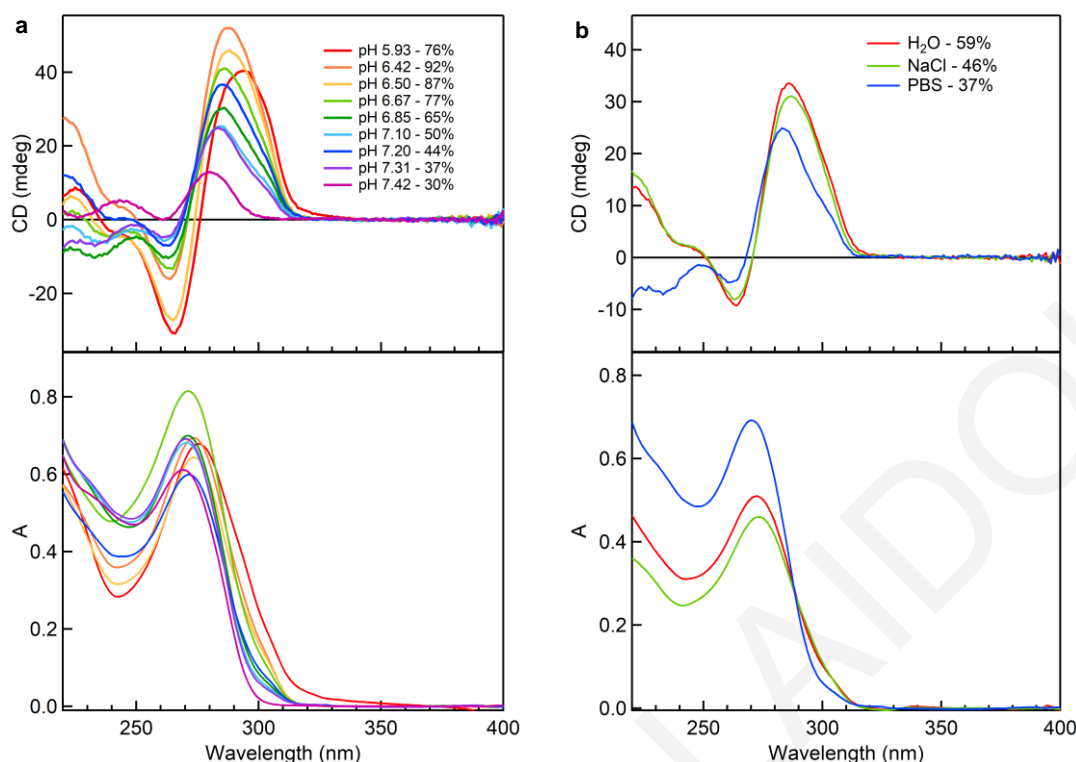 a
CD (mdeg)
40
20
0
-20
pH 5.93 - 76%
pH 6.42 - 92%
pH 6.50 - 87%
pH 6.67 - 77%
pH 6.85 - 65%
pH 7.10 - 50%
pH 7.20 - 44%
pH 7.31 - 37%
pH 7.42 - 30%
A
0.8
0.6
0.4
0.2
0.0
250 300 350 400
Wavelength (nm)
b
CD (mdeg)
40
30
20
10
0
-10
H₂O - 59%
NaCl - 46%
PBS - 37%
A
0.8
0.6
0.4
0.2
0.0
250 300 350 400
Wavelength (nm)